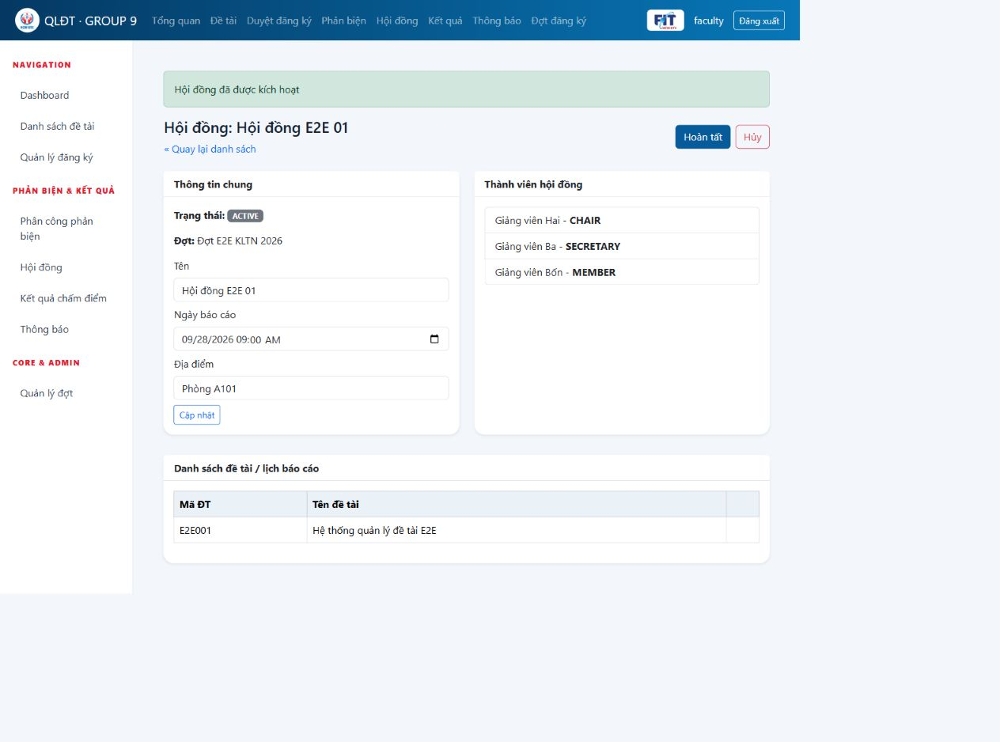 QLĐT · GROUP 9
Tổng quan
Đề tài
Duyệt đăng ký
Phản biện
Hội đồng
Kết quả
Thông báo
Đợt đăng ký
FIT
faculty
Đăng xuất
NAVIGATION
Dashboard
Danh sách đề tài
Quản lý đăng ký
PHẢN BIỆN & KẾT QUẢ
Phân công phản
biện
Hội đồng
Kết quả chấm điểm
Thông báo
CORE & ADMIN
Quản lý đợt
Hội đồng đã được kích hoạt
Hội đồng: Hội đồng E2E 01
« Quay lại danh sách
Hoàn tất
Hủy
Thông tin chung
Trạng thái: ACTIVE
Đợt: Đợt E2E KLTN 2026
Tên
Hội đồng E2E 01
Ngày báo cáo
09/28/2026 09:00 AM
Địa điểm
Phòng A101
Cập nhật
Thành viên hội đồng
Giảng viên Hai - CHAIR
Giảng viên Ba - SECRETARY
Giảng viên Bốn - MEMBER
Danh sách đề tài / lịch báo cáo
Mã ĐT
Tên đề tài
E2E001
Hệ thống quản lý đề tài E2E